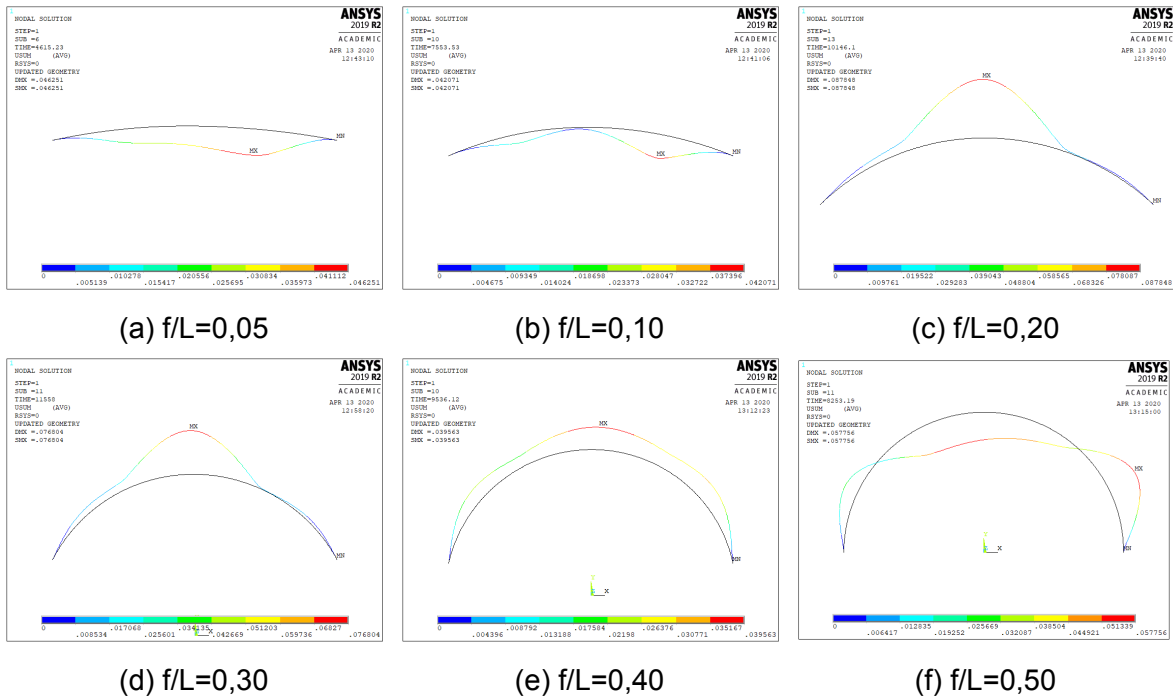 1
NODAL SOLUTION
STEP=1
SUB =6
TIME=4615.23
USUM (AVG)
RSYS=0
UPDATED GEOMETRY
DMX =.046251
SMX =.046251
ANSYS
2019 R2
ACADEMIC
APR 13 2020
12:43:10
MN
MX
0 .010278 .020556 .030834 .041112
.005139 .015417 .025695 .035973 .046251
(a) f/L=0,05
1
NODAL SOLUTION
STEP=1
SUB =10
TIME=7553.53
USUM (AVG)
RSYS=0
UPDATED GEOMETRY
DMX =.042071
SMX =.042071
ANSYS
2019 R2
ACADEMIC
APR 13 2020
12:41:06
MX
MN
0 .009349 .018698 .028047 .037396
.004675 .014024 .023373 .032722 .042071
(b) f/L=0,10
1
NODAL SOLUTION
STEP=1
SUB =13
TIME=10146.1
USUM (AVG)
RSYS=0
UPDATED GEOMETRY
DMX =.087848
SMX =.087848
ANSYS
2019 R2
ACADEMIC
APR 13 2020
12:39:40
MX
MN
0 .019522 .039043 .058565 .078087
.009761 .029283 .048804 .068326 .087848
(c) f/L=0,20
1
NODAL SOLUTION
STEP=1
SUB =11
TIME=11558
USUM (AVG)
RSYS=0
UPDATED GEOMETRY
DMX =.076804
SMX =.076804
ANSYS
2019 R2
ACADEMIC
APR 13 2020
12:58:20
MX
MN
X
0 .017068 .034135 .051203 .06827
.008534 .025601 .042669 .059736 .076804
(d) f/L=0,30
1
NODAL SOLUTION
STEP=1
SUB =10
TIME=9536.12
USUM (AVG)
RSYS=0
UPDATED GEOMETRY
DMX =.039563
SMX =.039563
ANSYS
2019 R2
ACADEMIC
APR 13 2020
13:12:23
MX
MN
Y
X
0 .008792 .017584 .026376 .035167
.004396 .013188 .02198 .030771 .039563
(e) f/L=0,40
1
NODAL SOLUTION
STEP=1
SUB =11
TIME=8253.19
USUM (AVG)
RSYS=0
UPDATED GEOMETRY
DMX =.057756
SMX =.057756
ANSYS
2019 R2
ACADEMIC
APR 13 2020
13:15:00
MX
Y
X
MN
0 .012835 .025669 .038504 .051339
.006417 .019252 .032087 .044921 .057756
(f) f/L=0,50